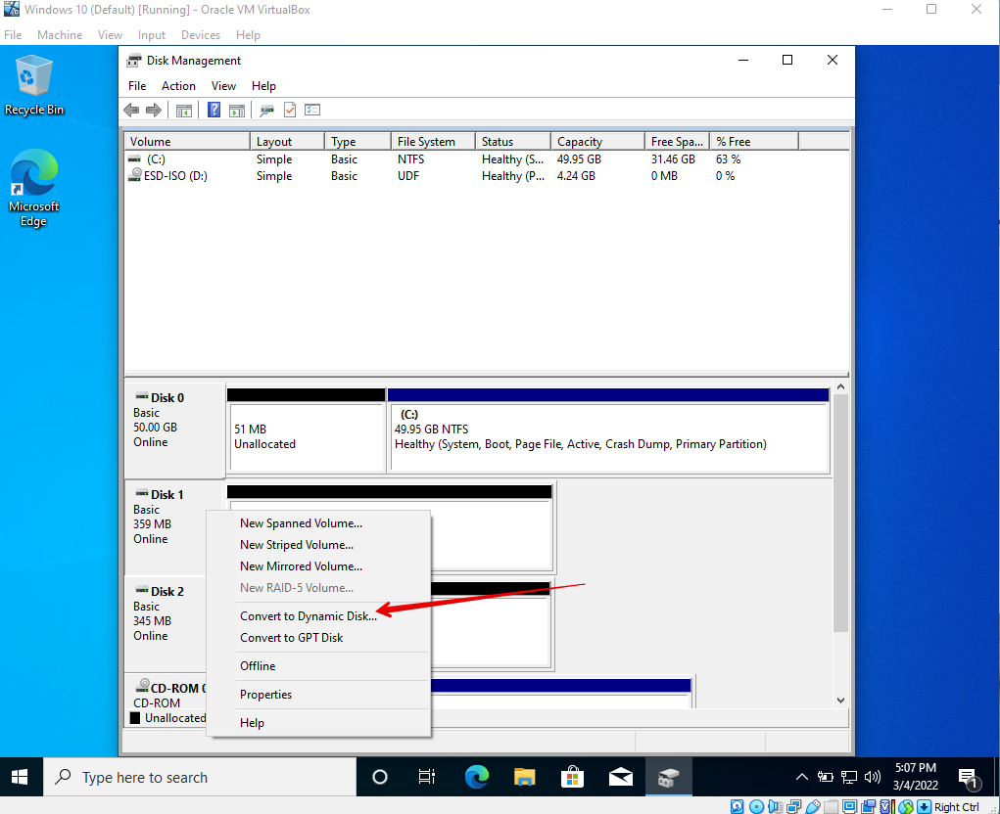 Windows 10 (Default) [Running] - Oracle VM VirtualBox
File Machine View Input Devices Help
Recycle Bin
Microsoft
Edge
Disk Management
File Action View Help
Volume Layout Type File System Status Capacity Free Spa... % Free
(C:) Simple Basic NTFS Healthy (S... 49.95 GB 31.46 GB 63 %
ESD-ISO (D:) Simple Basic UDF Healthy (P... 4.24 GB 0 MB 0 %
Disk 0
Basic
50.00 GB
Online
51 MB
Unallocated
(C:)
49.95 GB NTFS
Healthy (System, Boot, Page File, Active, Crash Dump, Primary Partition)
Disk 1
Basic
359 MB
Online
Disk 2
Basic
345 MB
Online
CD-ROM 0
CD-ROM
Unallocated
New Spanned Volume...
New Striped Volume...
New Mirrored Volume...
New RAID-5 Volume...
Convert to Dynamic Disk...
Convert to GPT Disk
Offline
Properties
Help
Type here to search
5:07 PM
3/4/2022
1
Right Ctrl